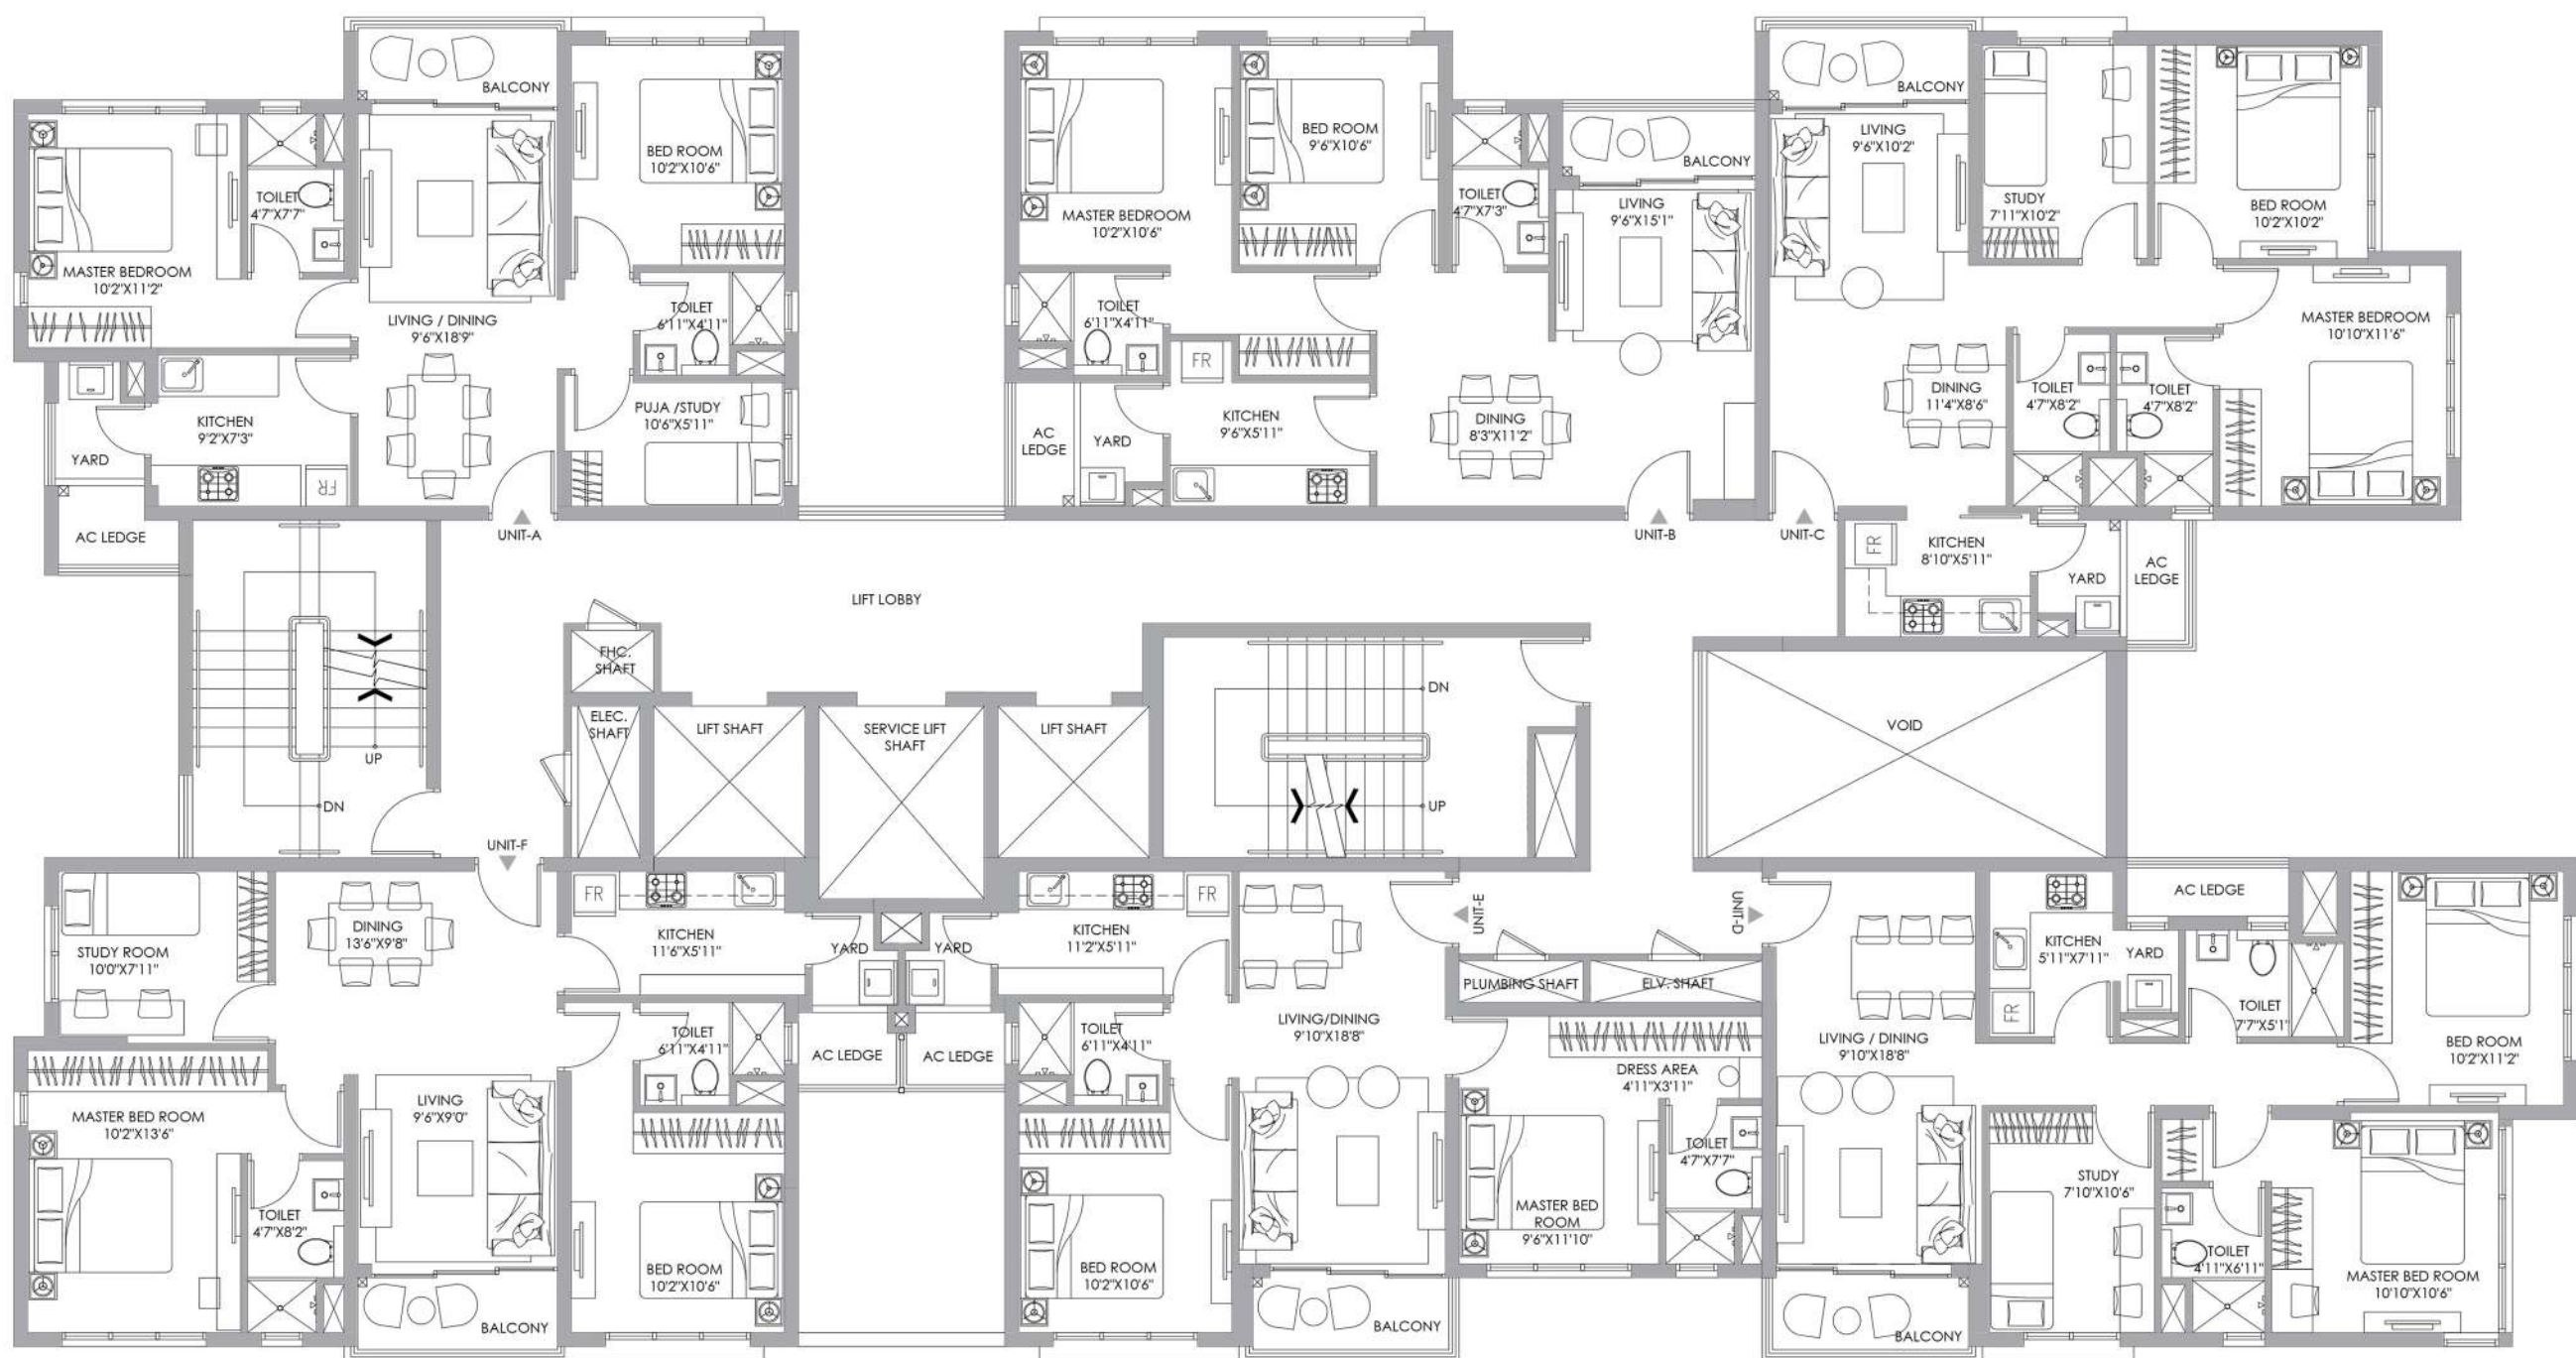 BALCONY
BED ROOM
10'2"X10'6"
TOILET
4'7"X7'7"
MASTER BEDROOM
10'2"X11'2"
LIVING / DINING
9'6"X18'9"
TOILET
6'11"X4'11"
KITCHEN
9'2"X7'3"
YARD
FR
PUJA /STUDY
10'6"X5'11"
AC LEDGE
UNIT-A
MASTER BEDROOM
10'2"X10'6"
BED ROOM
9'6"X10'6"
TOILET
4'7"X7'3"
BALCONY
LIVING
9'6"X15'1"
TOILET
6'11"X4'11"
FR
AC
LEDGE
YARD
KITCHEN
9'6"X5'11"
DINING
8'3"X11'2"
UNIT-B
BALCONY
LIVING
9'6"X10'2"
STUDY
7'11"X10'2"
BED ROOM
10'2"X10'2"
MASTER BEDROOM
10'10"X11'6"
DINING
11'4"X8'6"
TOILET
4'7"X8'2"
TOILET
4'7"X8'2"
UNIT-C
FR
KITCHEN
8'10"X5'11"
YARD
AC
LEDGE
LIFT LOBBY
UP
DN
FHC.
SHAFT
ELEC.
SHAFT
LIFT SHAFT
SERVICE LIFT
SHAFT
LIFT SHAFT
DN
UP
VOID
UNIT-F
STUDY ROOM
10'0"X7'11"
DINING
13'6"X9'8"
FR
KITCHEN
11'6"X5'11"
YARD
TOILET
6'11"X4'11"
AC LEDGE
MASTER BED ROOM
10'2"X13'6"
LIVING
9'6"X9'0"
TOILET
4'7"X8'2"
BED ROOM
10'2"X10'6"
BALCONY
UNIT-E
YARD
KITCHEN
11'2"X5'11"
FR
AC LEDGE
TOILET
6'11"X4'11"
LIVING/DINING
9'10"X18'8"
PLUMBING SHAFT
ELV. SHAFT
DRESS AREA
4'11"X3'11"
TOILET
4'7"X7'7"
MASTER BED
ROOM
9'6"X11'10"
BED ROOM
10'2"X10'6"
BALCONY
UNIT-D
AC LEDGE
KITCHEN
5'11"X7'11"
YARD
FR
TOILET
7'7"X5'1"
LIVING / DINING
9'10"X18'8"
BED ROOM
10'2"X11'2"
STUDY
7'10"X10'6"
TOILET
4'11"X6'11"
MASTER BED ROOM
10'10"X10'6"
BALCONY